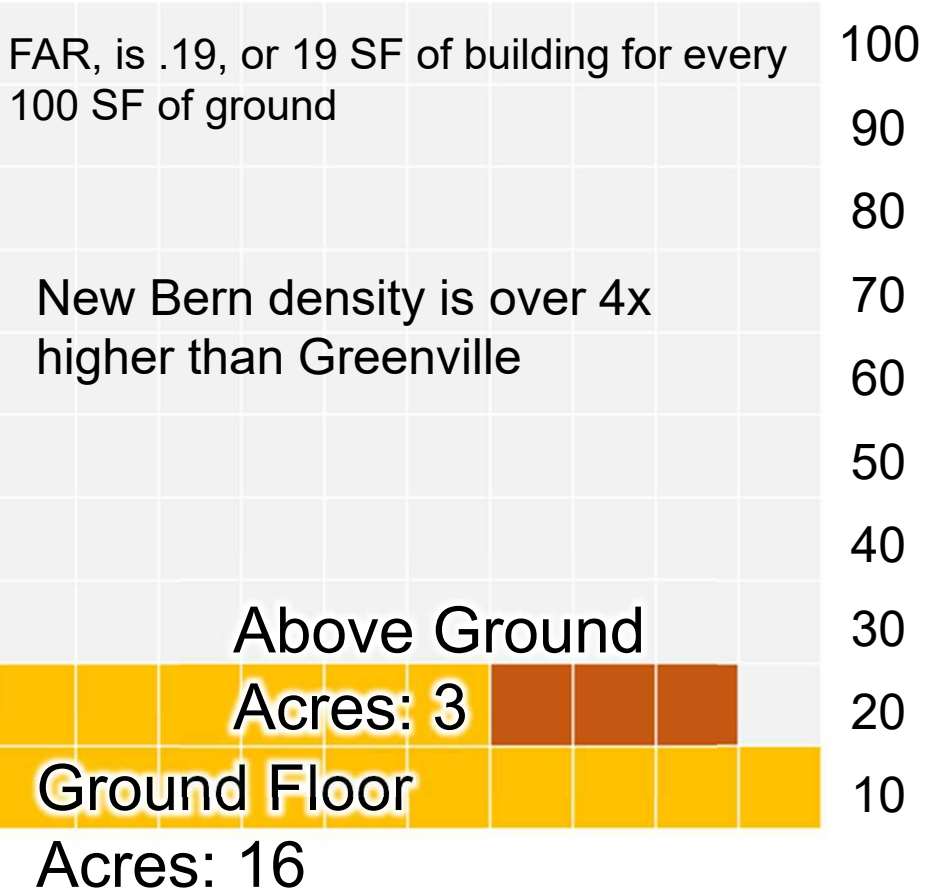 FAR, is .19, or 19 SF of building for every
100 SF of ground
New Bern density is over 4x
higher than Greenville
Above Ground
Acres: 3
Ground Floor
Acres: 16
100
90
80
70
60
50
40
30
20
10